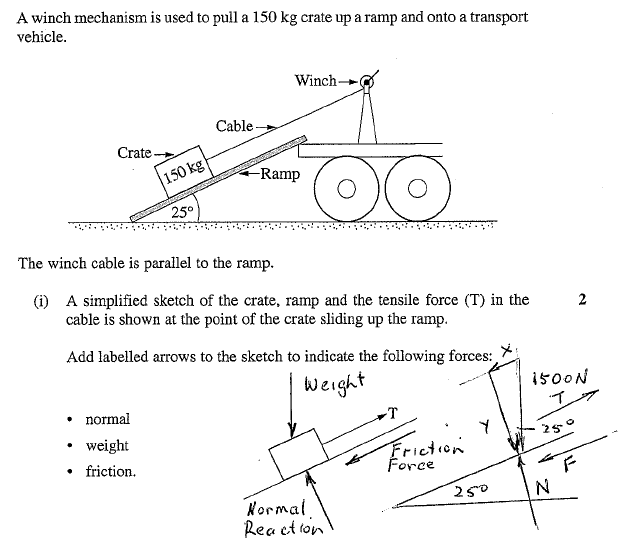 A winch mechanism is used to pull a 150 kg crate up a ramp and onto a transport
vehicle.
Winch
Cable
Crate
150 kg
Ramp
25°
The winch cable is parallel to the ramp.
(i) A simplified sketch of the crate, ramp and the tensile force (T) in the 2
cable is shown at the point of the crate sliding up the ramp.
Add labelled arrows to the sketch to indicate the following forces:
• normal
• weight
• friction.
Weight
T
Friction
Force
Normal
Reaction
X
1500N
T
Y
25°
F
25°
N